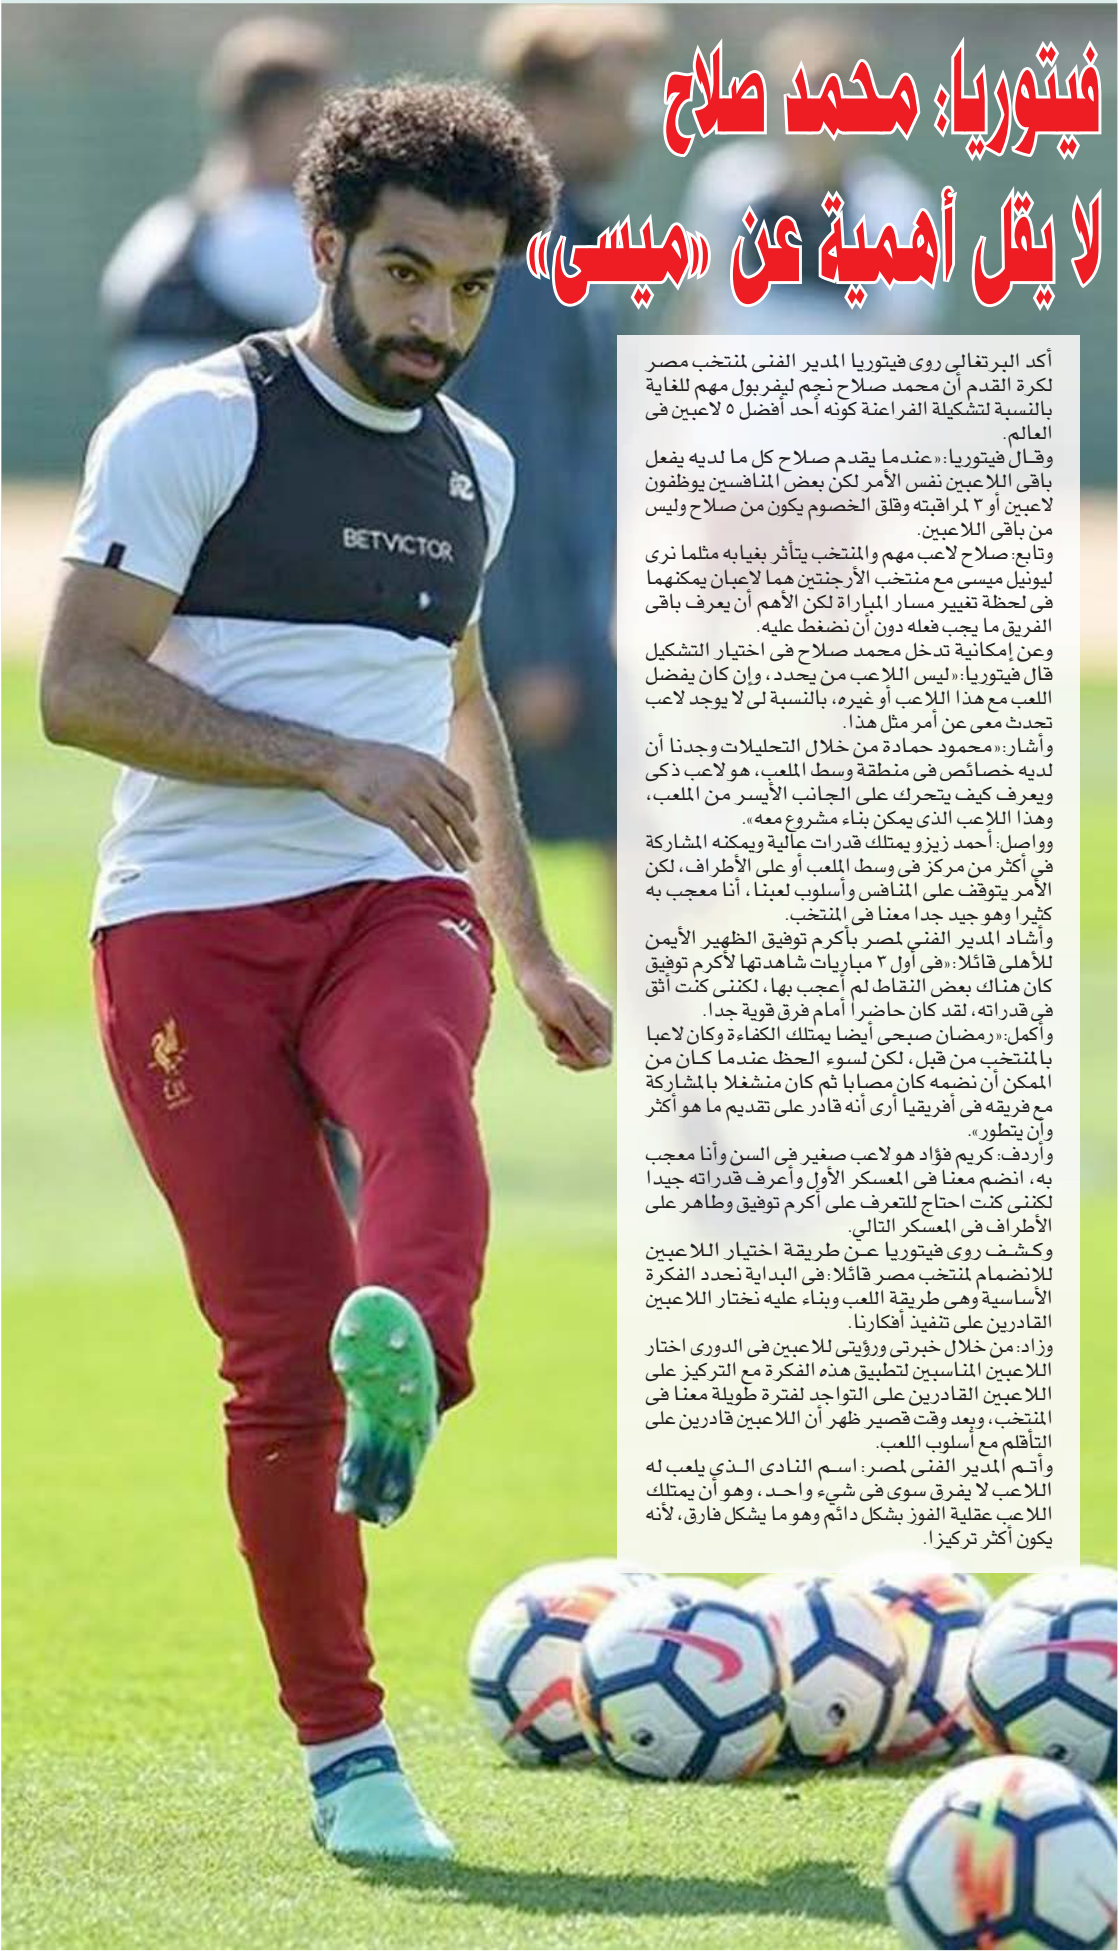 فيتوريا: محمد صلاح
لا يقل أهمية عن «ميسى»
أكد البرتغالى روى فيتوريا المدير الفنى لمنتخب مصر
لكرة القدم أن محمد صلاح نجم ليفربول مهم للغاية
بالنسبة لتشكيلة الفراعنة كونه أحد أفضل ٥ لاعبين فى
العالم.
وقال فيتوريا:«عندما يقدم صلاح كل ما لديه يفعل
باقى اللاعبين نفس الأمر لكن بعض المنافسين يوظفون
لاعبين أو ٣ لمراقبته وقلق الخصوم يكون من صلاح وليس
من باقى اللاعبين.
وتابع: صلاح لاعب مهم والمنتخب يتأثر بغيابه مثلما نرى
ليونيل ميسى مع منتخب الأرجنتين هما لاعبان يمكنهما
فى لحظة تغيير مسار المباراة لكن الأهم أن يعرف باقى
الفريق ما يجب فعله دون أن نضغط عليه.
وعن إمكانية تدخل محمد صلاح فى اختيار التشكيل
قال فيتوريا:«ليس اللاعب من يحدد، وإن كان يفضل
اللعب مع هذا اللاعب أو غيره، بالنسبة لى لا يوجد لاعب
تحدث معى عن أمر مثل هذا.
وأشار:«محمود حمادة من خلال التحليلات وجدنا أن
لديه خصائص فى منطقة وسط الملعب، هو لاعب ذكى
ويعرف كيف يتحرك على الجانب الأيسر من الملعب،
وهذا اللاعب الذى يمكن بناء مشروع معه».
وواصل: أحمد زيزو يمتلك قدرات عالية ويمكنه المشاركة
فى أكثر من مركز فى وسط الملعب أو على الأطراف، لكن
الأمر يتوقف على المنافس وأسلوب لعبنا، أنا معجب به
كثيرا وهو جيد جدا معنا فى المنتخب.
وأشاد المدير الفنى لمصر بأكرم توفيق الظهير الأيمن
للأهلى قائلا:«فى أول ٣ مباريات شاهدتها لأكرم توفيق
كان هناك بعض النقاط لم أعجب بها، لكننى كنت أثق
فى قدراته، لقد كان حاضرا أمام فرق قوية جدا.
وأكمل:«رمضان صبحى أيضا يمتلك الكفاءة وكان لاعبا
بالمنتخب من قبل، لكن لسوء الحظ عندما كان من
الممكن أن نضمه كان مصابا ثم كان منشغلا بالمشاركة
مع فريقه فى أفريقيا أرى أنه قادر على تقديم ما هو أكثر
وأن يتطور».
وأردف: كريم فؤاد هو لاعب صغير فى السن وأنا معجب
به، انضم معنا فى المعسكر الأول وأعرف قدراته جيدا
لكننى كنت احتاج للتعرف على أكرم توفيق وطاهر على
الأطراف فى المعسكر التالي.
وكشف روى فيتوريا عن طريقة اختيار اللاعبين
للانضمام لمنتخب مصر قائلا: فى البداية نحدد الفكرة
الأساسية وهى طريقة اللعب وبناء عليه نختار اللاعبين
القادرين على تنفيذ أفكارنا.
وزاد: من خلال خبرتى ورؤيتى للاعبين فى الدورى اختار
اللاعبين المناسبين لتطبيق هذه الفكرة مع التركيز على
اللاعبين القادرين على التواجد لفترة طويلة معنا فى
المنتخب، وبعد وقت قصير ظهر أن اللاعبين قادرين على
التأقلم مع أسلوب اللعب.
وأتم المدير الفنى لمصر: اسم النادى الذى يلعب له
اللاعب لا يفرق سوى فى شيء واحد، وهو أن يمتلك
اللاعب عقلية الفوز بشكل دائم وهو ما يشكل فارق، لأنه
يكون أكثر تركيزا.
BETVICTOR